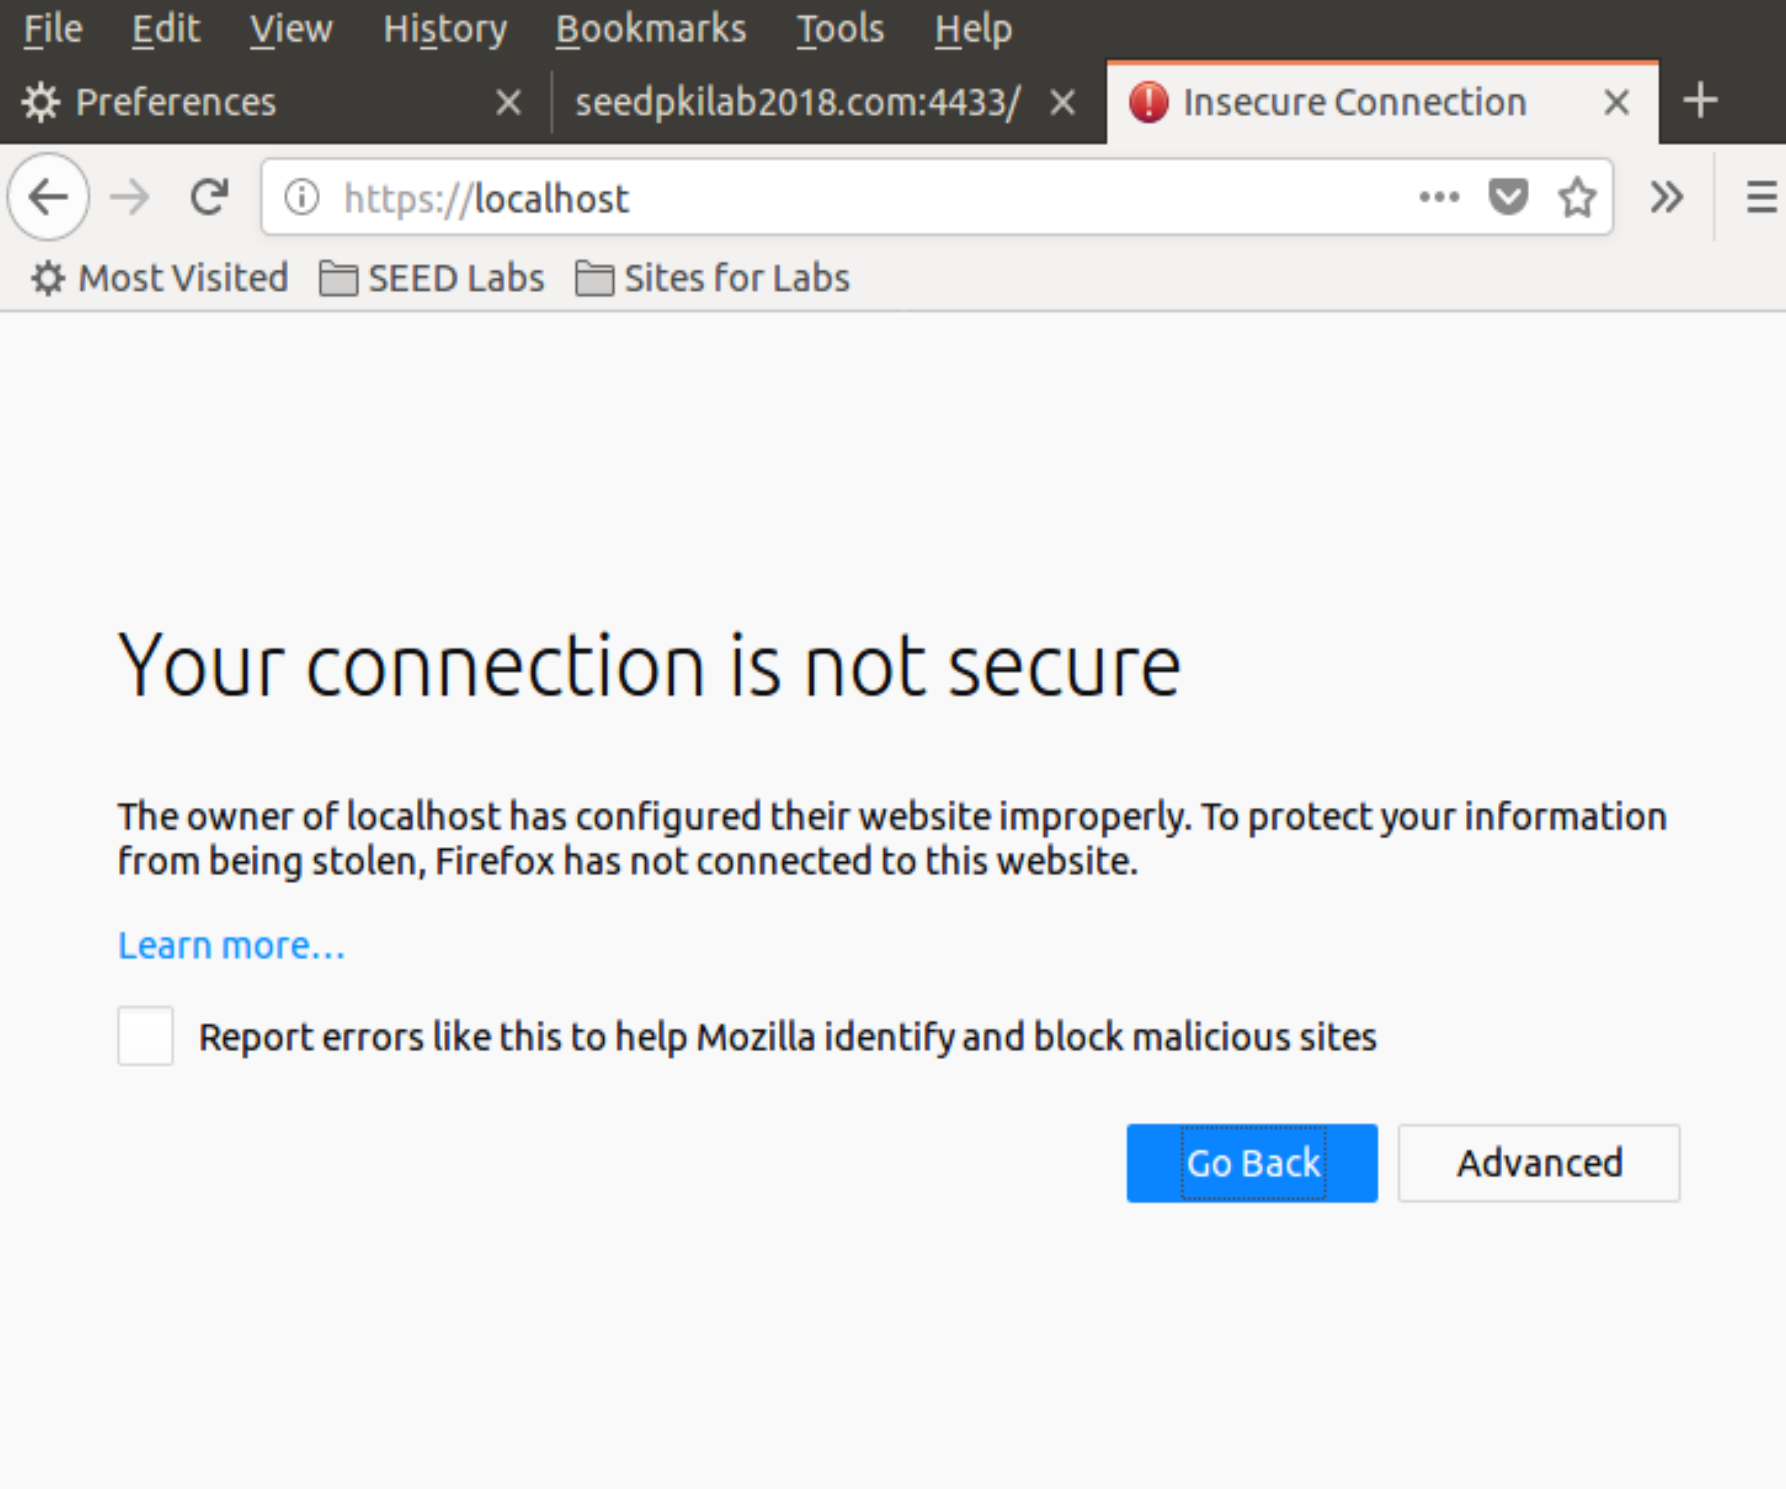 File Edit View History Bookmarks Tools Help
Preferences seedpkilab2018.com:4433/ Insecure Connection
https://localhost
Most Visited SEED Labs Sites for Labs
Your connection is not secure
The owner of localhost has configured their website improperly. To protect your information
from being stolen, Firefox has not connected to this website.
Learn more...
Report errors like this to help Mozilla identify and block malicious sites
Go Back Advanced